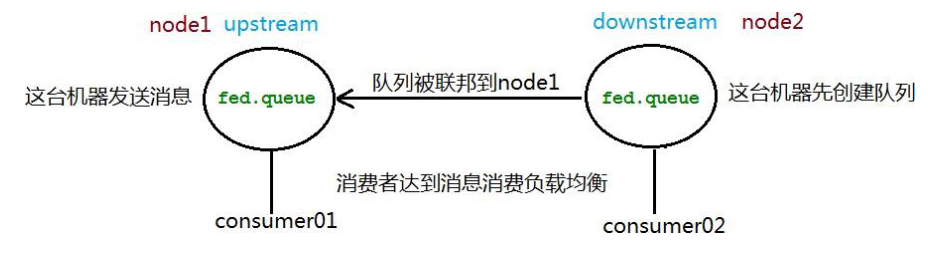 node1 upstream
downstream node2
这台机器发送消息
fed.queue
队列被联邦到node1
fed.queue
这台机器先创建队列
消费者达到消息消费负载均衡
consumer01
consumer02